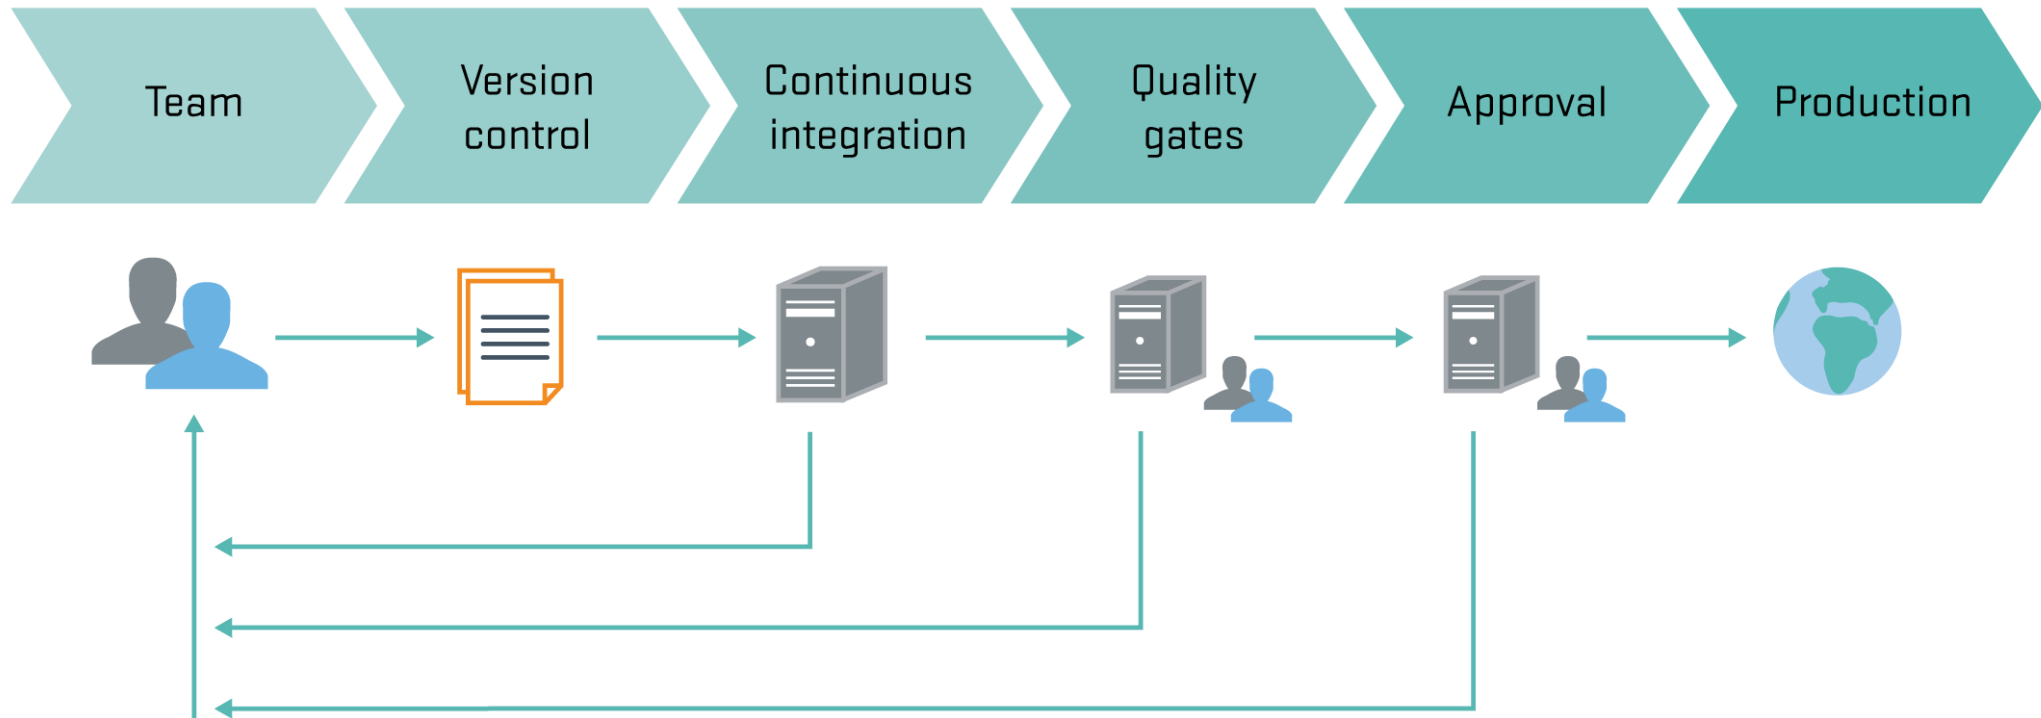 Team
Version
control
Continuous
integration
Quality
gates
Approval
Production